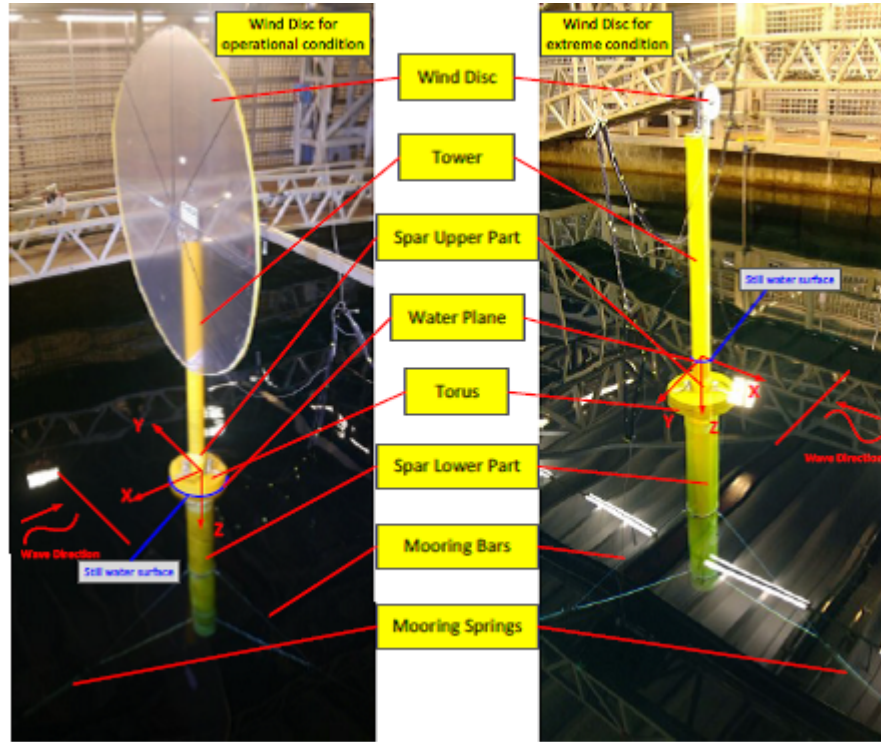 Wind Disc for
operational condition
Wind Disc for
extreme condition
Wind Disc
Tower
Spar Upper Part
Still water surface
Water Plane
Torus
X
Y
Z
Y
X
Z
Wave Direction
Spar Lower Part
Wave Direction
Mooring Bars
Still water surface
Mooring Springs